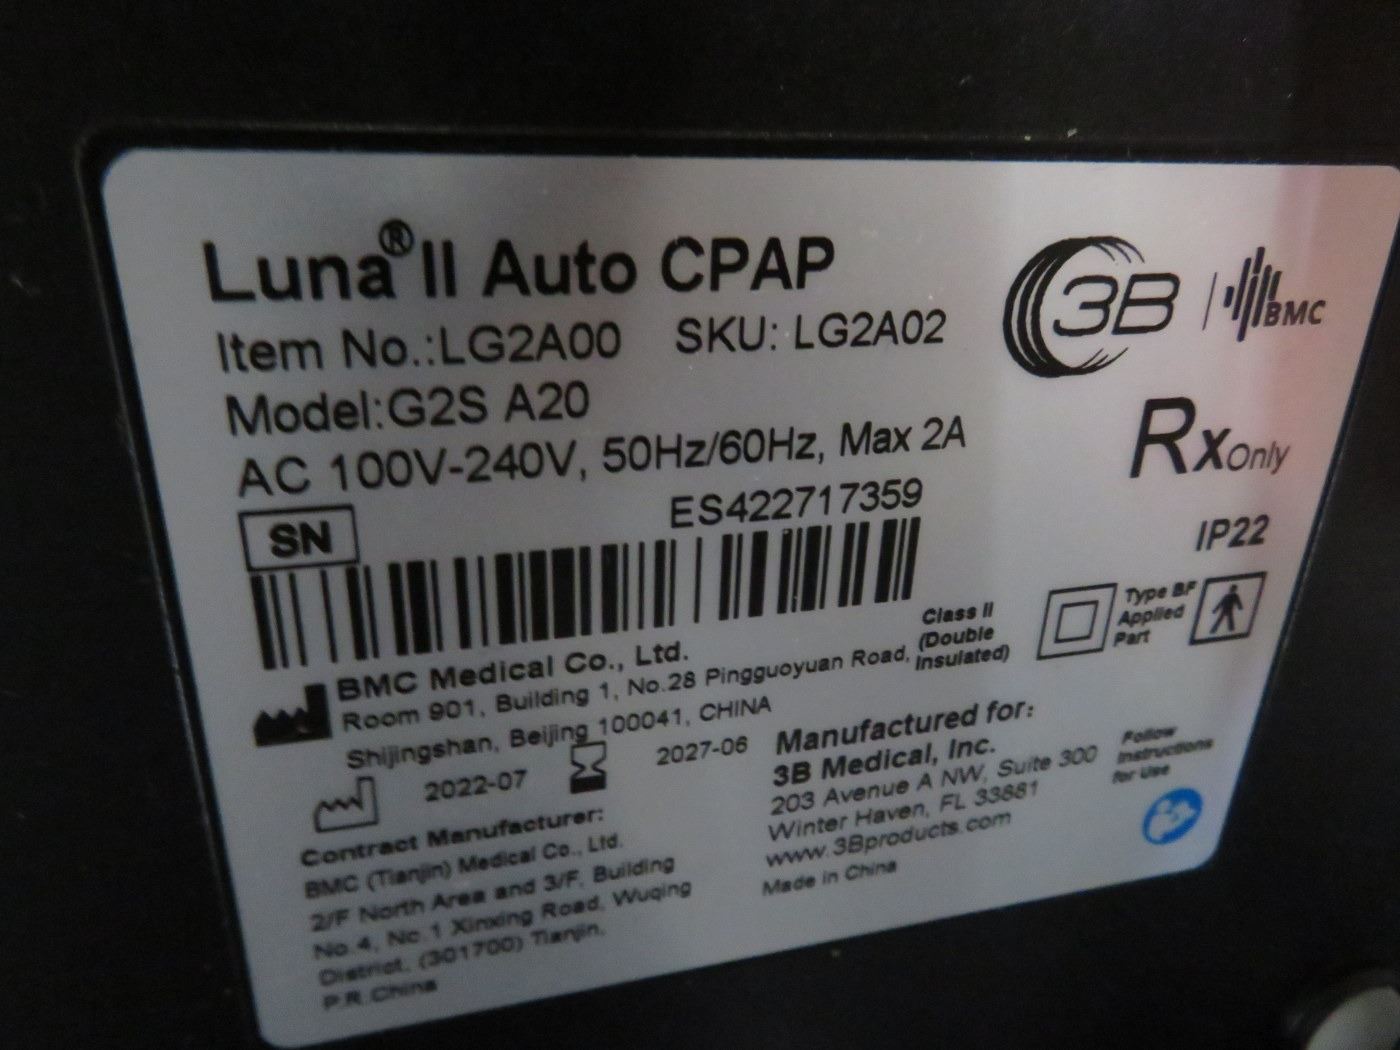 Luna® II Auto CPAP
Item No.:LG2A00 SKU: LG2A02
3B | BMC
Model:G2S A20
AC 100V-240V, 50Hz/60Hz, Max 2A
Rx Only
SN
ES422717359
IP22
Class II
(Double
Insulated)
Type BF
Applied
Part
BMC Medical Co., Ltd.
Room 901, Building 1, No.28 Pingguoyuan Road,
Shijingshan, Beijing 100041, CHINA
2022-07
2027-06
Manufactured for:
3B Medical, Inc.
203 Avenue A NW, Suite 300
Winter Haven, FL 33881
www.3Bproducts.com
Made in China
Follow
Instructions
for Use
Contract Manufacturer:
BMC (Tianjin) Medical Co., Ltd.
2/F North Area and 3/F, Building
No.4, No.1 Xinxing Road, Wuqing
District, (301700) Tianjin,
P.R.China